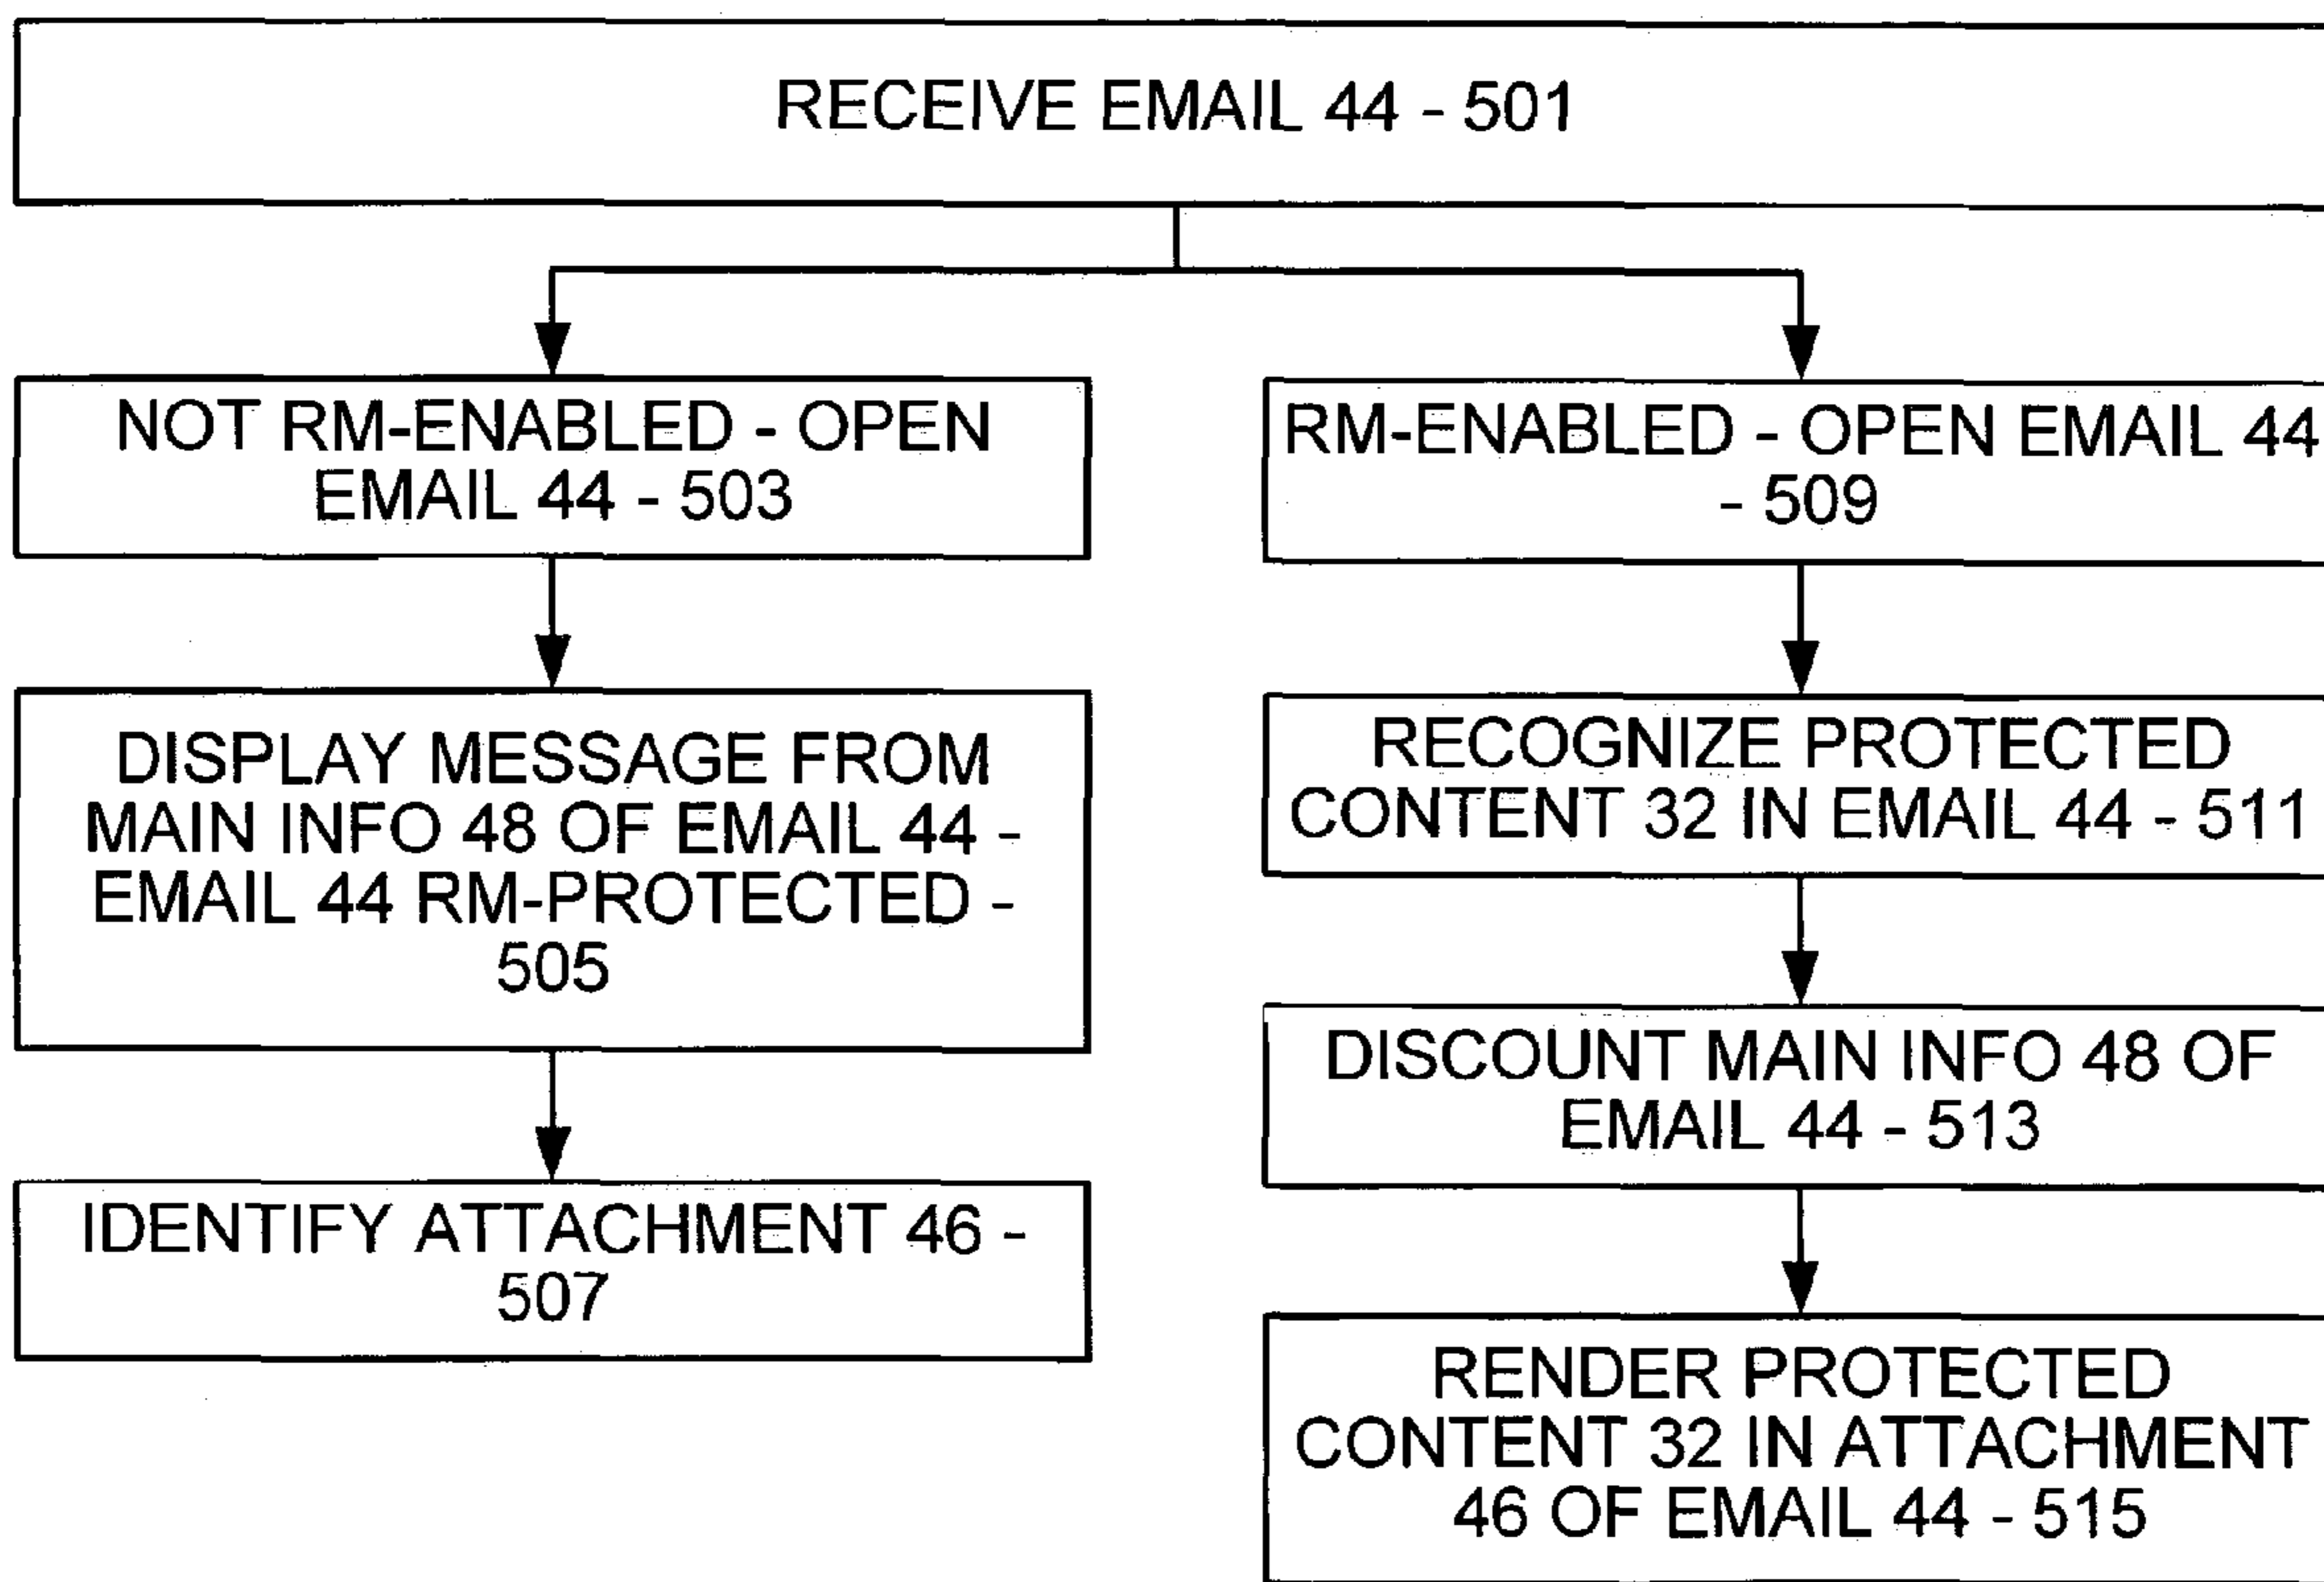 RECEIVE EMAIL 44 - 501
NOT RM-ENABLED - OPEN
EMAIL 44 - 503
DISPLAY MESSAGE FROM
MAIN INFO 48 OF EMAIL 44 -
EMAIL 44 RM-PROTECTED -
505
IDENTIFY ATTACHMENT 46 -
507
RM-ENABLED - OPEN EMAIL 44
- 509
RECOGNIZE PROTECTED
CONTENT 32 IN EMAIL 44 - 511
DISCOUNT MAIN INFO 48 OF
EMAIL 44 - 513
RENDER PROTECTED
CONTENT 32 IN ATTACHMENT
46 OF EMAIL 44 - 515